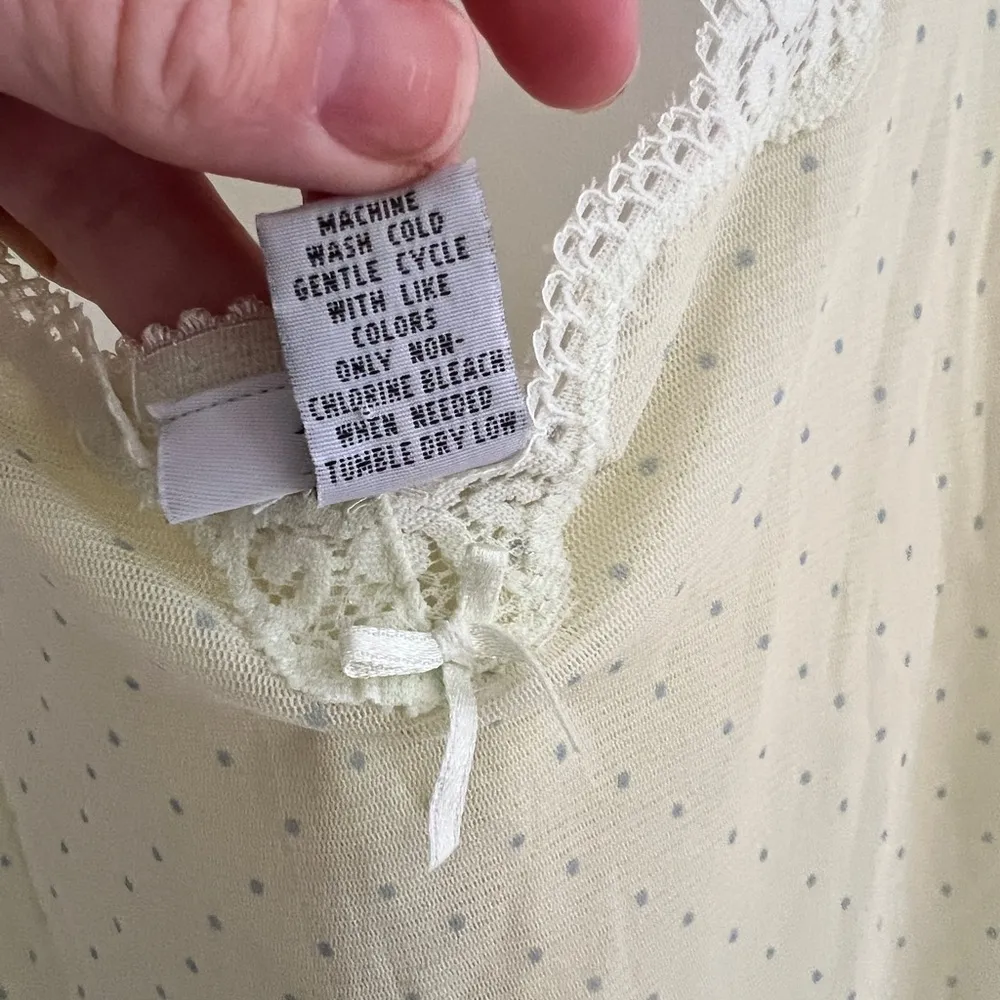 MACHINE
WASH COLD
GENTLE CYCLE
WITH LIKE
COLORS
ONLY NON-
CHLORINE BLEACH
WHEN NEEDED
TUMBLE DRY LOW